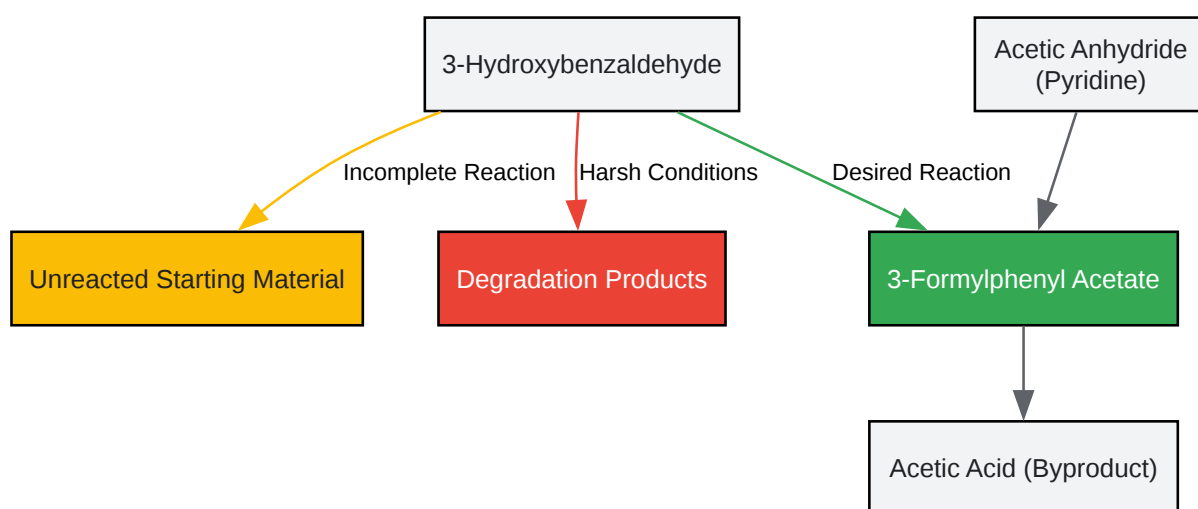 3-Hydroxybenzaldehyde
Acetic Anhydride
(Pyridine)
Incomplete Reaction
Harsh Conditions
Desired Reaction
Unreacted Starting Material
Degradation Products
3-Formylphenyl Acetate
Acetic Acid (Byproduct)